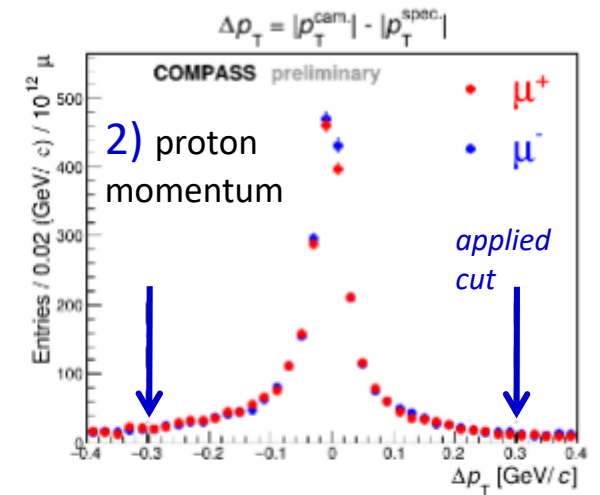 Δp_T = |p_T^cam.| - |p_T^spec.|
COMPASS preliminary
μ⁺
μ⁻
2) proton
momentum
applied
cut
Entries / 0.02 (GeV/ c) / 10¹² μ
500
400
300
200
100
0
-0.4 -0.3 -0.2 -0.1 0 0.1 0.2 0.3 0.4
Δp_T [GeV/ c]